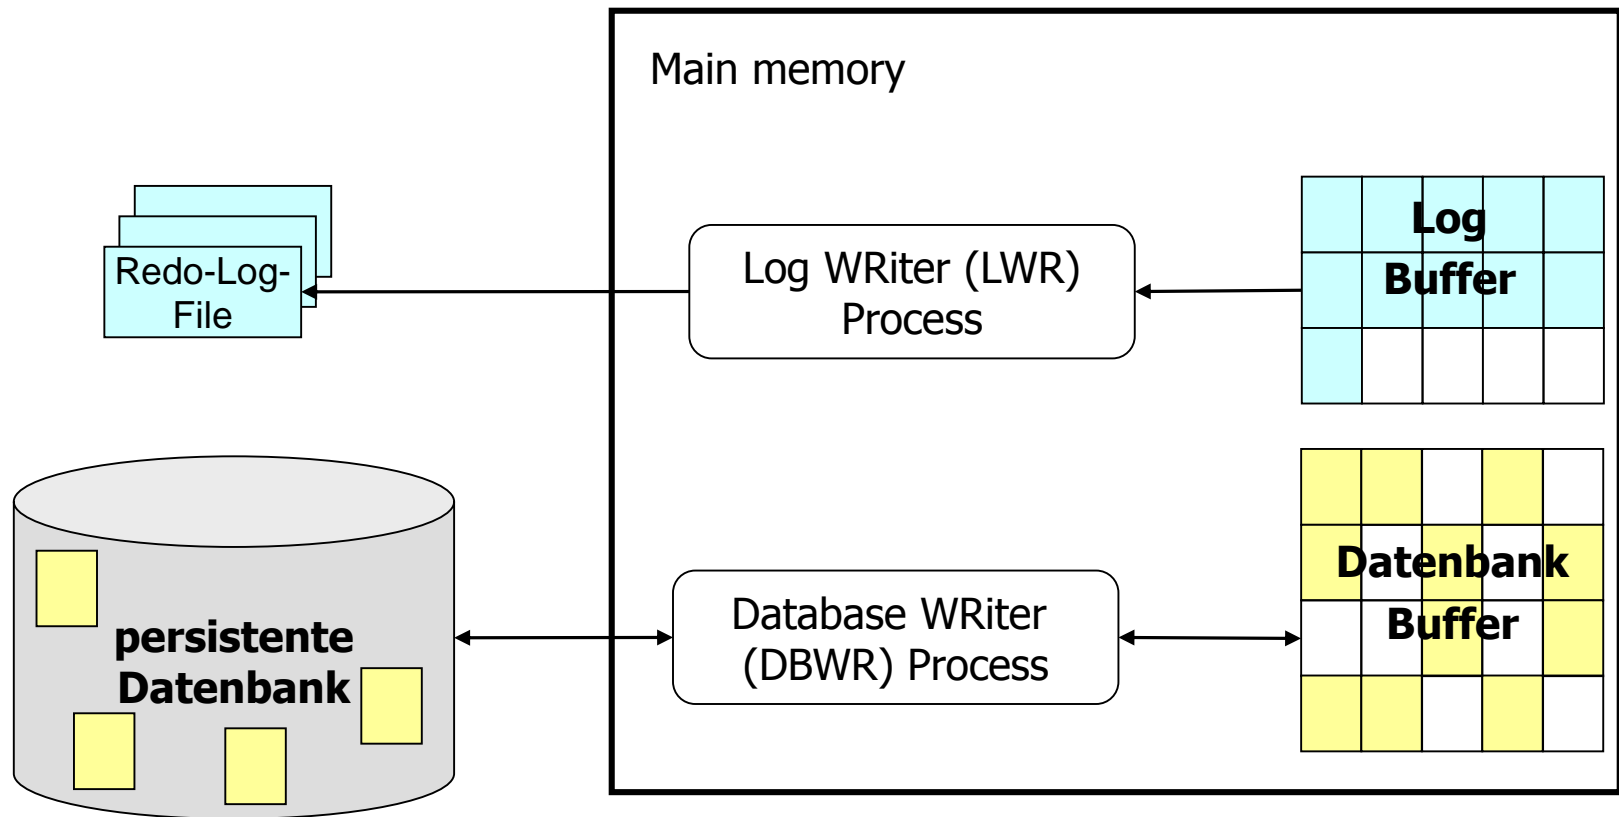 Main memory
Redo-Log-
File
Log WRiter (LWR)
Process
Log
Buffer
persistente
Datenbank
Database WRiter
(DBWR) Process
Datenbank
Buffer